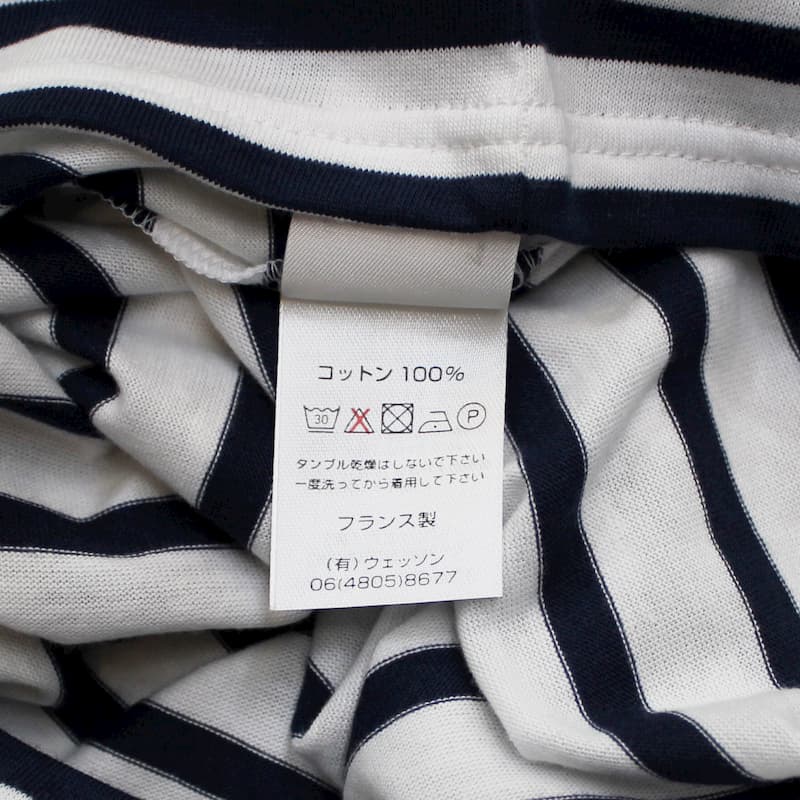 コットン 100%
30 P
タンブル乾燥はしないで下さい
一度洗ってから着用して下さい
フランス製
(有) ウェッソン
06(4805)8677